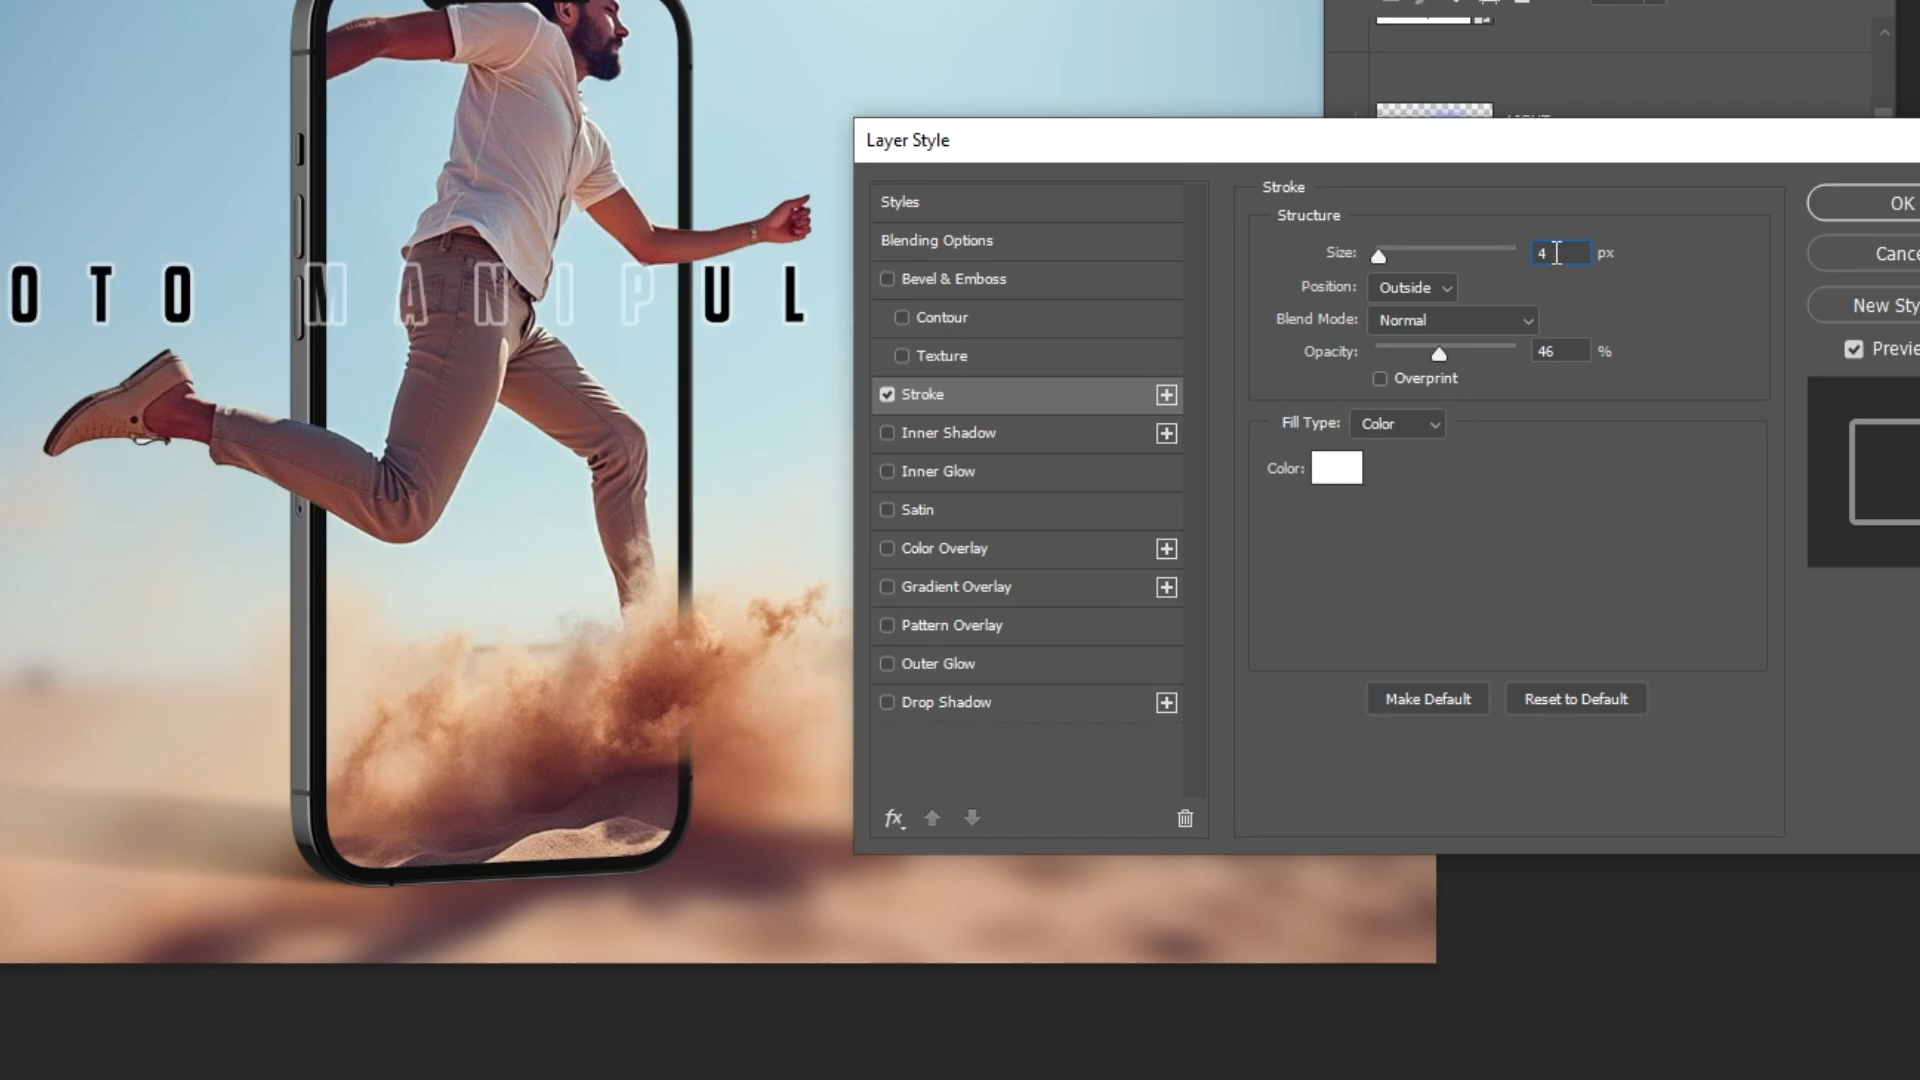 Layer Style
Styles
Blending Options
Bevel & Emboss
Contour
Texture
Stroke
Inner Shadow
Inner Glow
Satin
Color Overlay
Gradient Overlay
Pattern Overlay
Outer Glow
Drop Shadow
fx
Stroke
Structure
Size: 4 px
Position: Outside
Blend Mode: Normal
Opacity: 46 %
Overprint
Fill Type: Color
Color:
Make Default Reset to Default
OK
Cance
New Sty
Previe
OTO MANIPUL